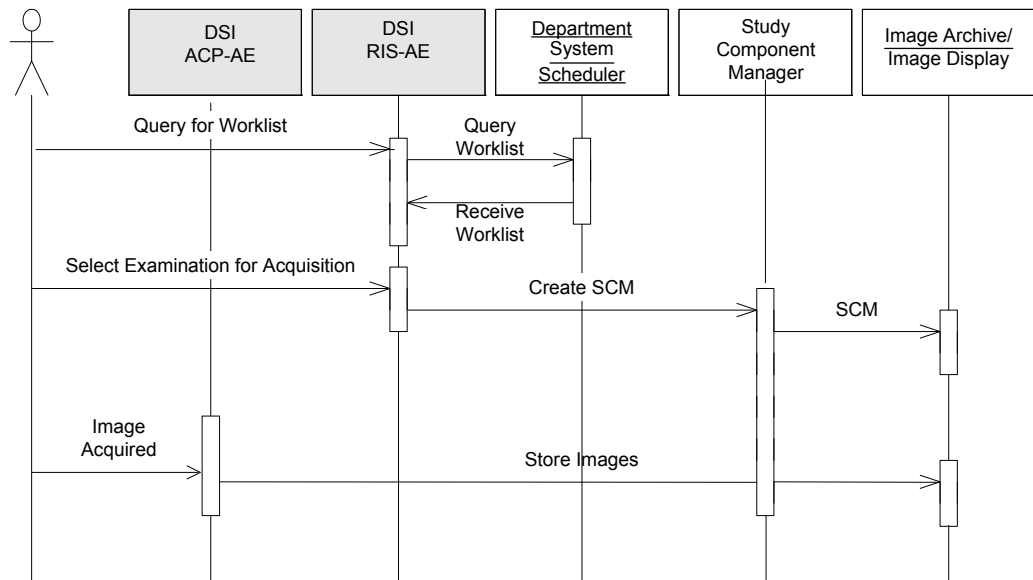 DSI
ACP-AE
DSI
RIS-AE
Department
System
Scheduler
Study
Component
Manager
Image Archive/
Image Display
Query for Worklist
Query
Worklist
Receive
Worklist
Select Examination for Acquisition
Create SCM
SCM
Image
Acquired
Store Images